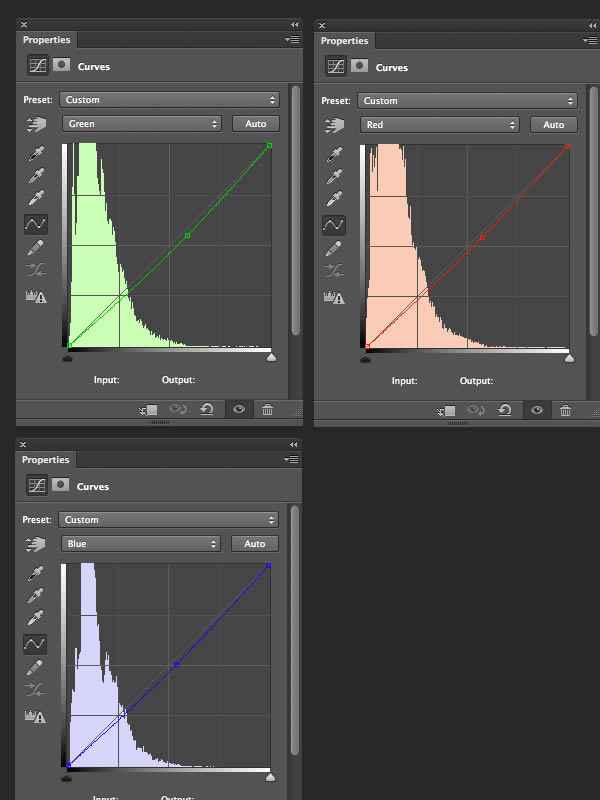 Properties
Curves
Preset: Custom
Green Auto
Input: Output:
Properties
Curves
Preset: Custom
Red Auto
Input: Output:
Properties
Curves
Preset: Custom
Blue Auto
Input: Output: